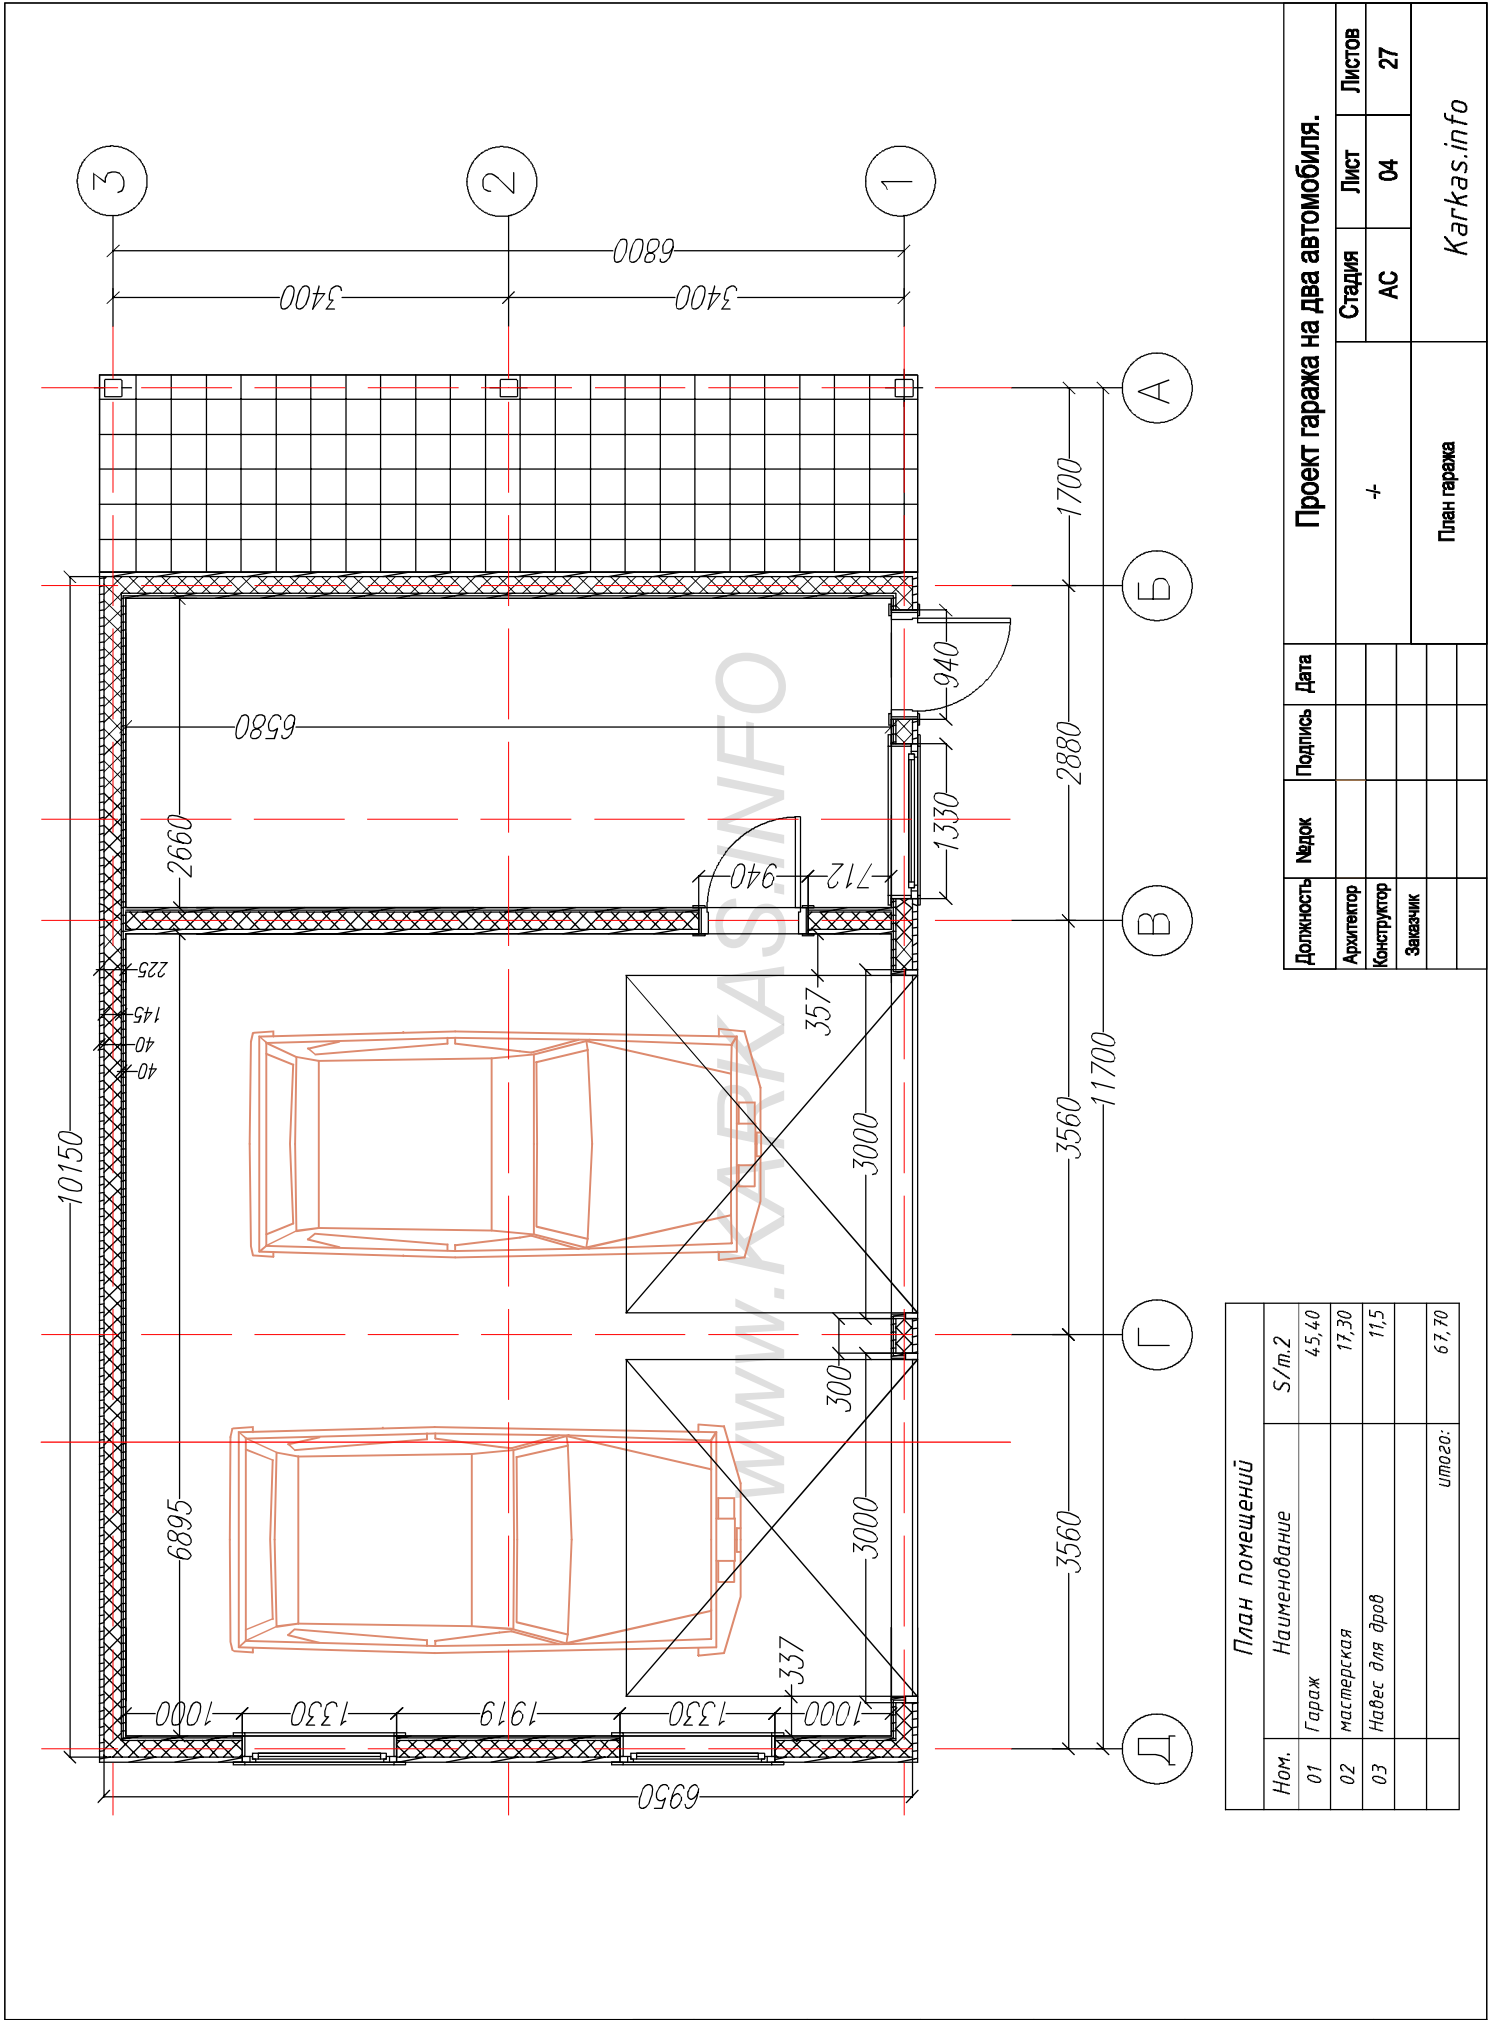 10150
6895
2660
6580
225
145
40
40
1000
1330
1919
1330
1000
6950
337
3000
300
3000
357
940
712
1330
940
3560
3560
2880
1700
11700
3400
3400
6800
3
2
1
Д
Г
В
Б
А
www.KARKAS.INFO
План помещений
Ном. Наименование S/m.2
01 Гараж 45,40
02 мастерская 17,30
03 Навес для дров 11,5
итого: 67,70
Должность №док Подпись Дата
Архитектор
Конструктор
Заказчик
Проект гаража на два автомобиля.
-/-
Стадия Лист Листов
АС 04 27
План гаража
Karkas.info